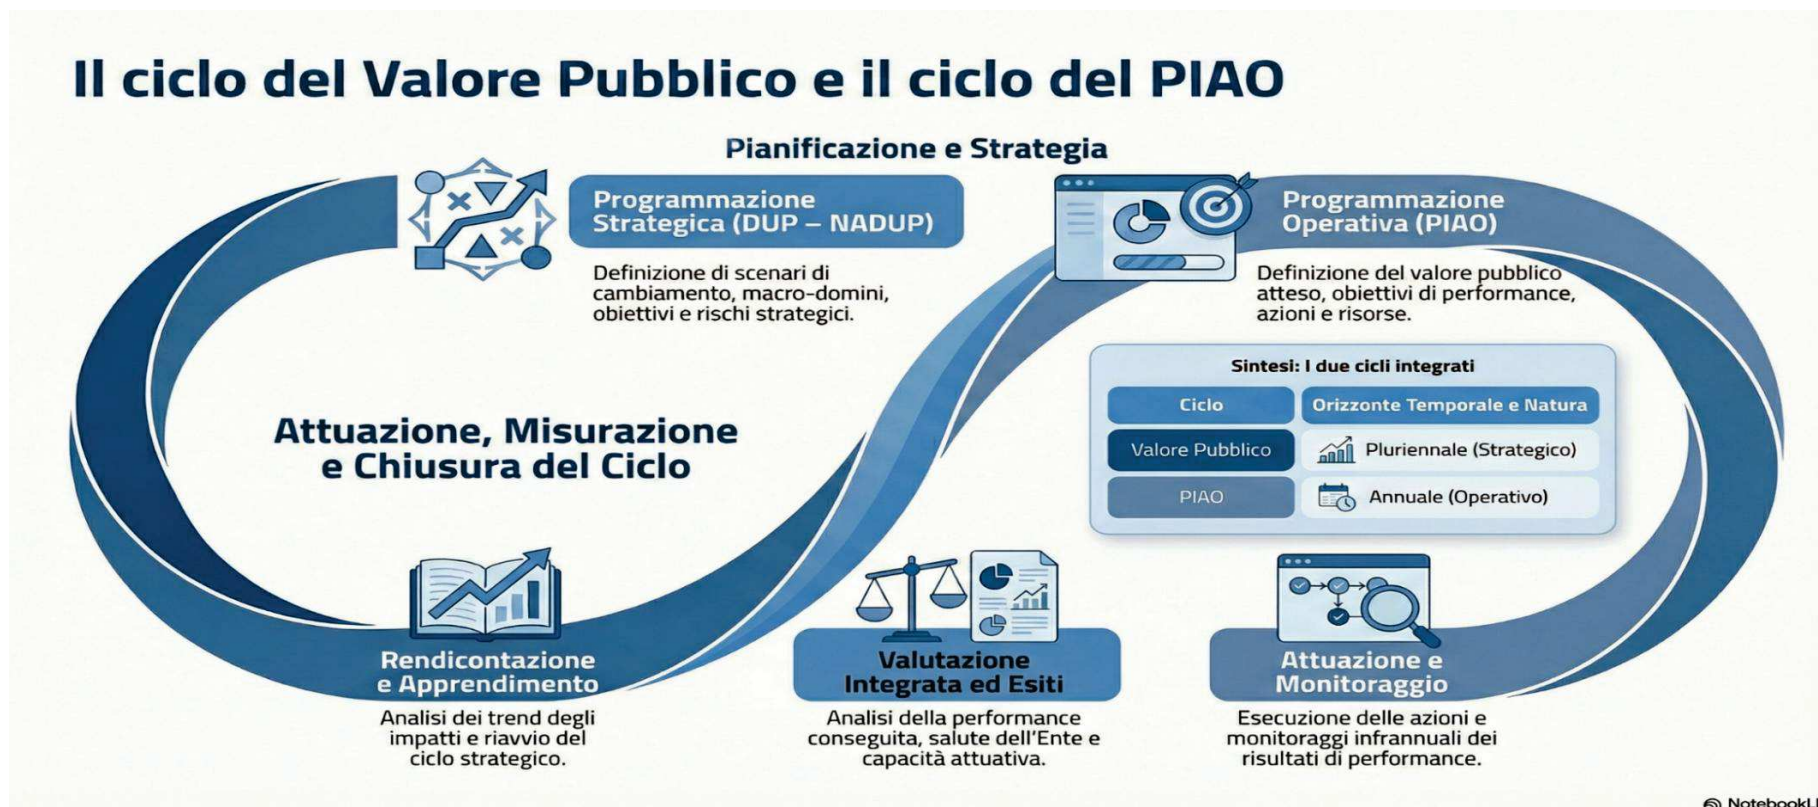 Il ciclo del Valore Pubblico e il ciclo del PIAO
Pianificazione e Strategia
Programmazione
Strategica (DUP – NADUP)
Definizione di scenari di
cambiamento, macro-domini,
obiettivi e rischi strategici.
Programmazione
Operativa (PIAO)
Definizione del valore pubblico
atteso, obiettivi di performance,
azioni e risorse.
Sintesi: I due cicli integrati
Ciclo
Orizzonte Temporale e Natura
Valore Pubblico
Pluriennale (Strategico)
PIAO
Annuale (Operativo)
Attuazione, Misurazione
e Chiusura del Ciclo
Rendicontazione
e Apprendimento
Analisi dei trend degli
impatti e riavvio del
ciclo strategico.
Valutazione
Integrata ed Esiti
Analisi della performance
conseguita, salute dell’Ente e
capacità attuativa.
Attuazione e
Monitoraggio
Esecuzione delle azioni e
monitoraggi infrannuali dei
risultati di performance.